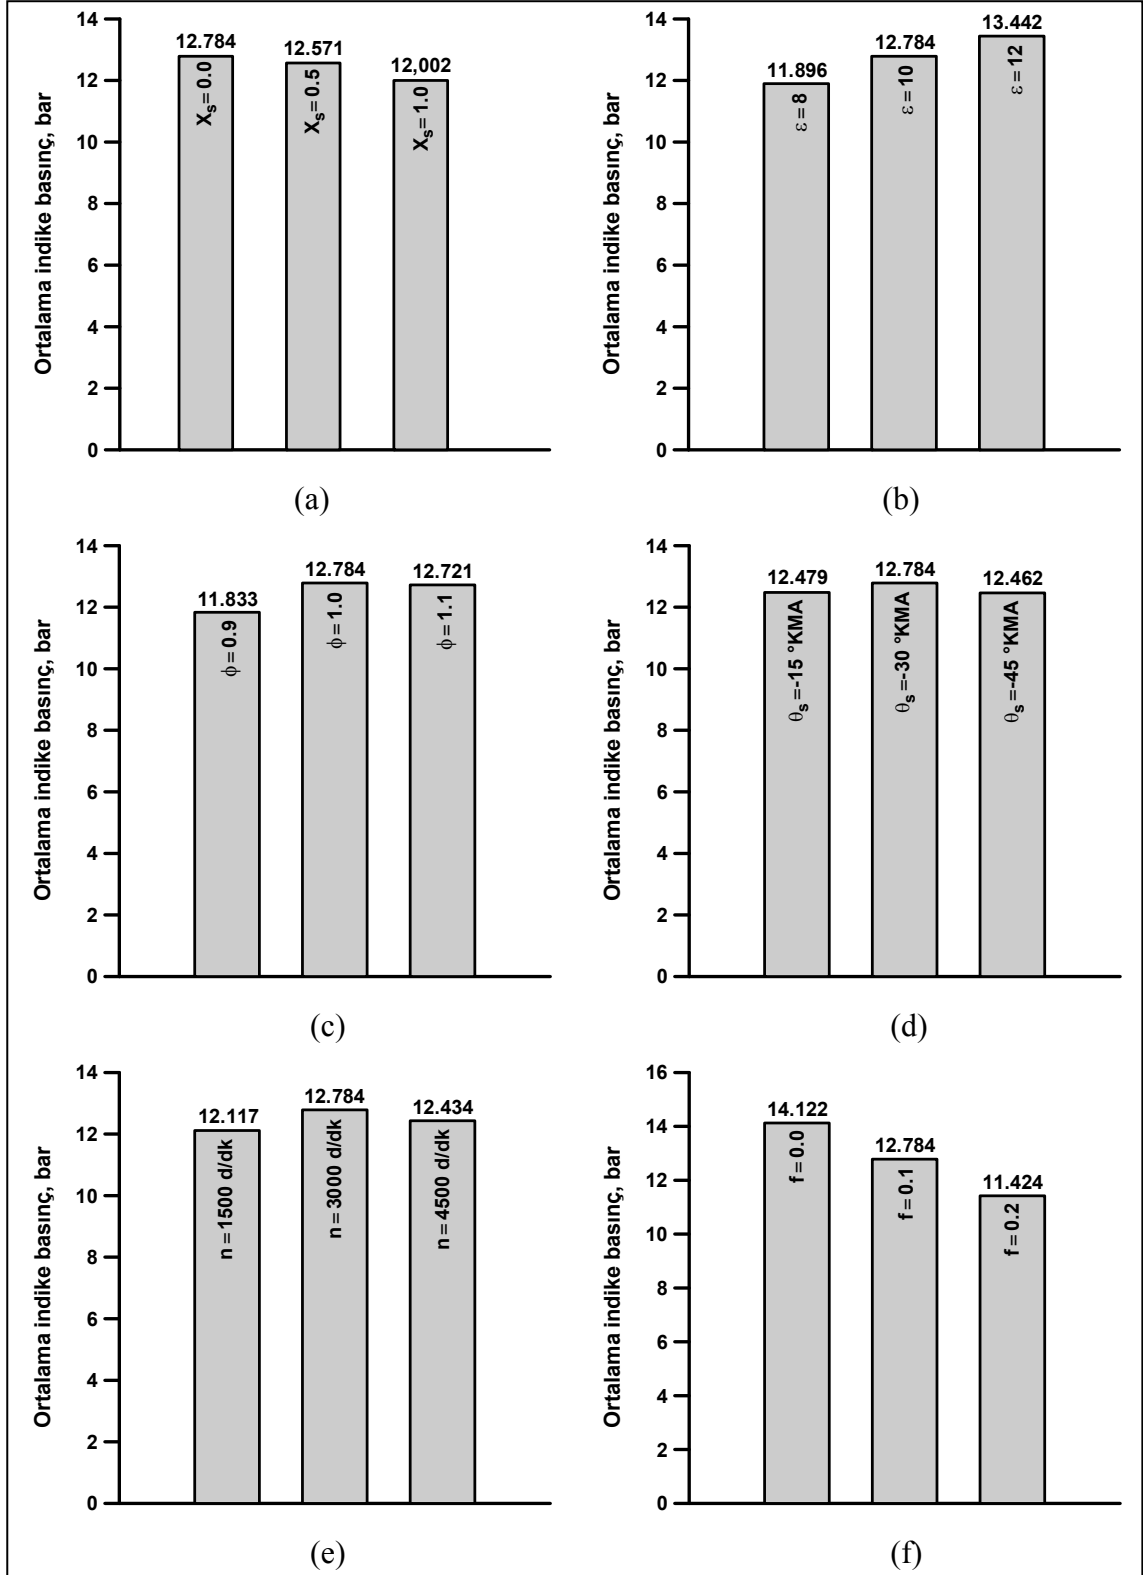 Ortalama indike basınç, bar
14
12
10
8
6
4
2
0
12.784
12.571
12,002
Xs= 0.0
Xs= 0.5
Xs= 1.0
(a)
Ortalama indike basınç, bar
14
12
10
8
6
4
2
0
11.896
12.784
13.442
ε = 8
ε = 10
ε = 12
(b)
Ortalama indike basınç, bar
14
12
10
8
6
4
2
0
11.833
12.784
12.721
ϕ = 0.9
ϕ = 1.0
ϕ = 1.1
(c)
Ortalama indike basınç, bar
14
12
10
8
6
4
2
0
12.479
12.784
12.462
θs =-15 °KMA
θs =-30 °KMA
θs =-45 °KMA
(d)
Ortalama indike basınç, bar
14
12
10
8
6
4
2
0
12.117
12.784
12.434
n = 1500 d/dk
n = 3000 d/dk
n = 4500 d/dk
(e)
Ortalama indike basınç, bar
16
14
12
10
8
6
4
2
0
14.122
12.784
11.424
f = 0.0
f = 0.1
f = 0.2
(f)